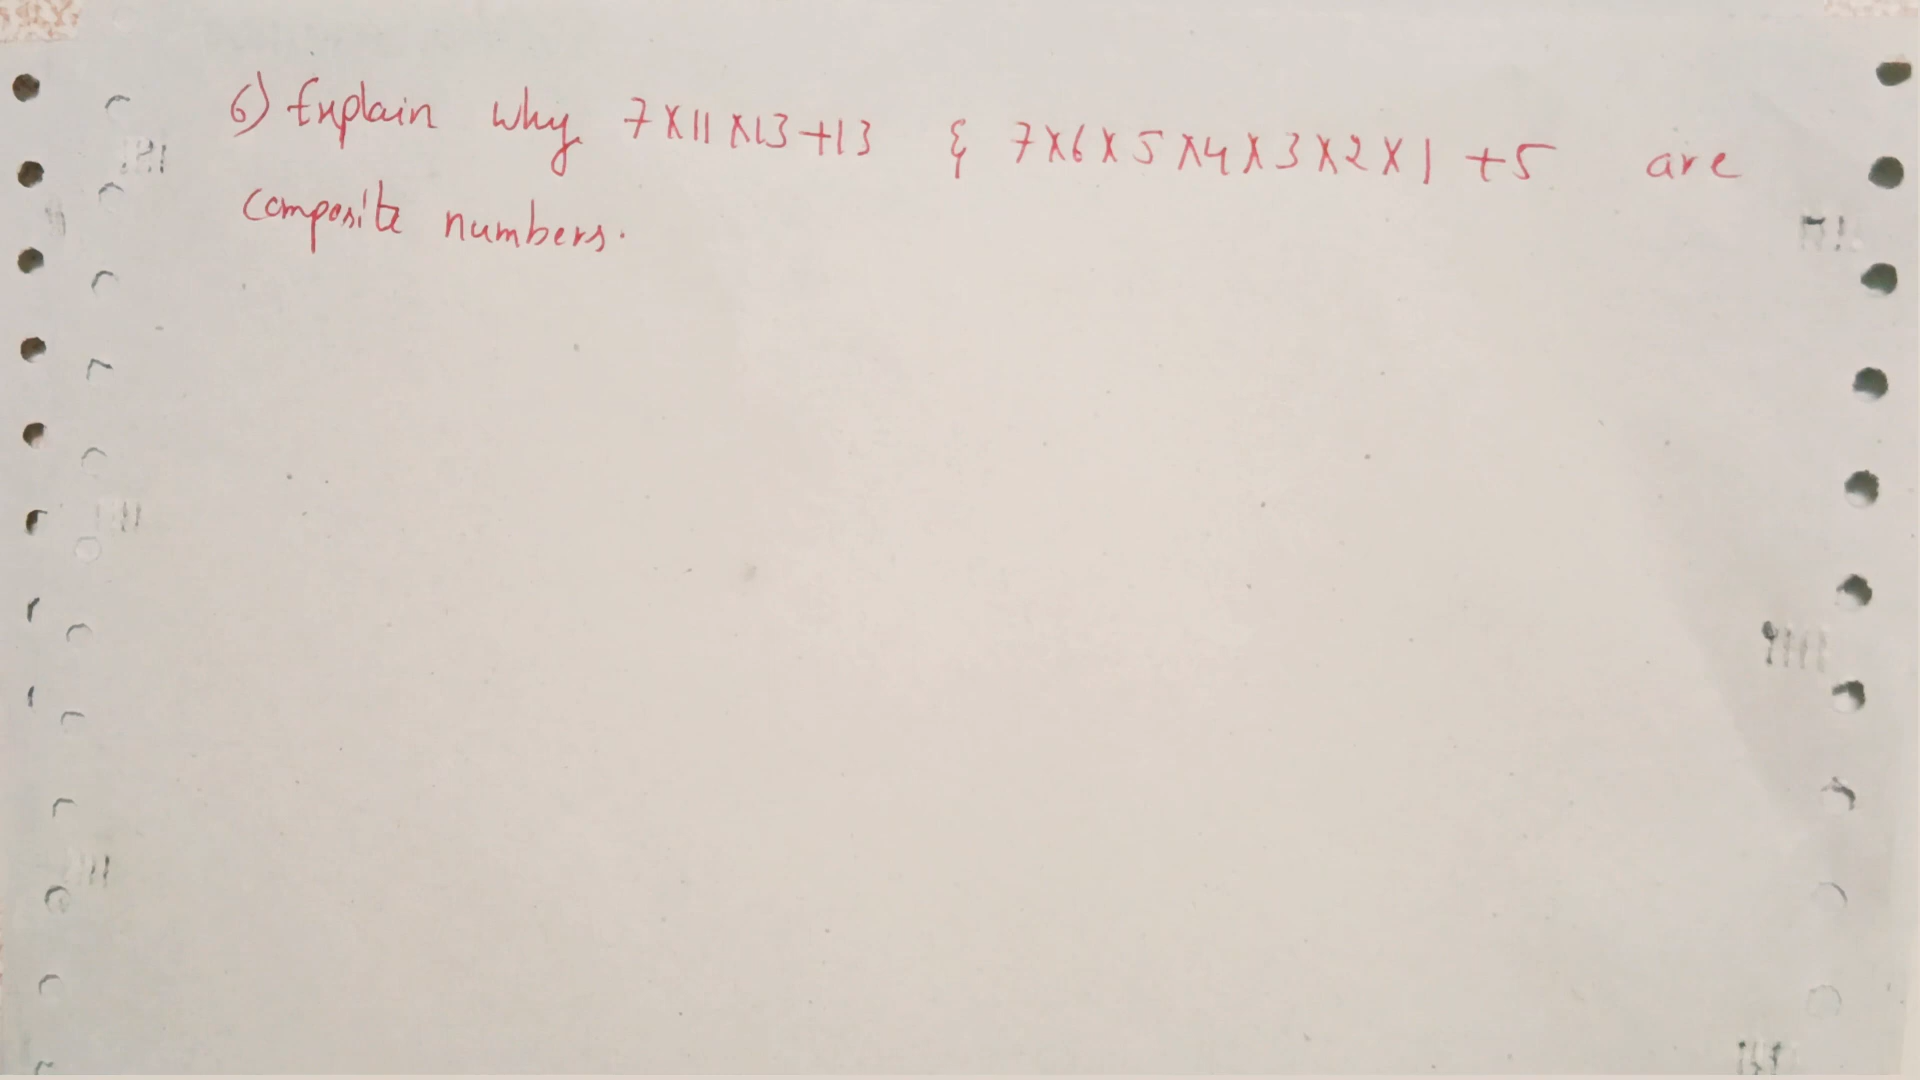 6) Explain why 7×11×13+13 & 7×6×5×4×3×2×1 +5 are
composite numbers.